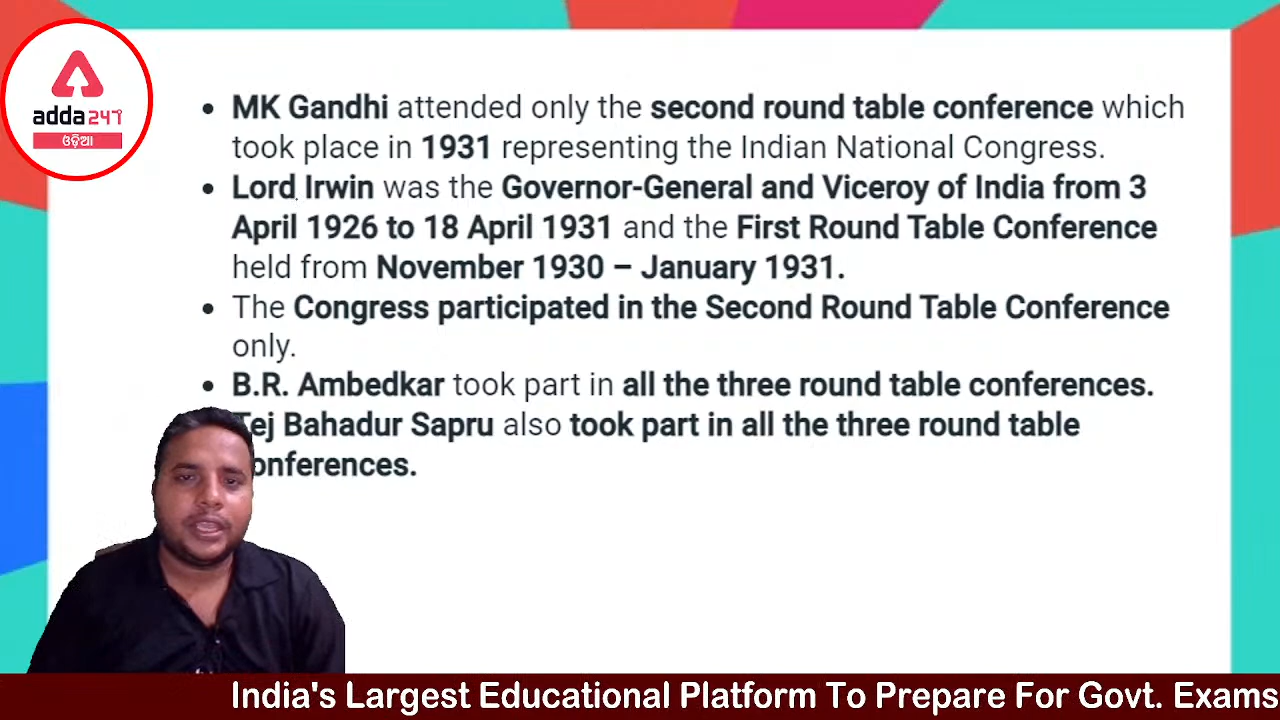 adda247
ଓଡ଼ିଆ
• MK Gandhi attended only the second round table conference which
took place in 1931 representing the Indian National Congress.
• Lord Irwin was the Governor-General and Viceroy of India from 3
April 1926 to 18 April 1931 and the First Round Table Conference
held from November 1930 – January 1931.
• The Congress participated in the Second Round Table Conference
only.
• B.R. Ambedkar took part in all the three round table conferences.
Tej Bahadur Sapru also took part in all the three round table
conferences.
India's Largest Educational Platform To Prepare For Govt. Exams